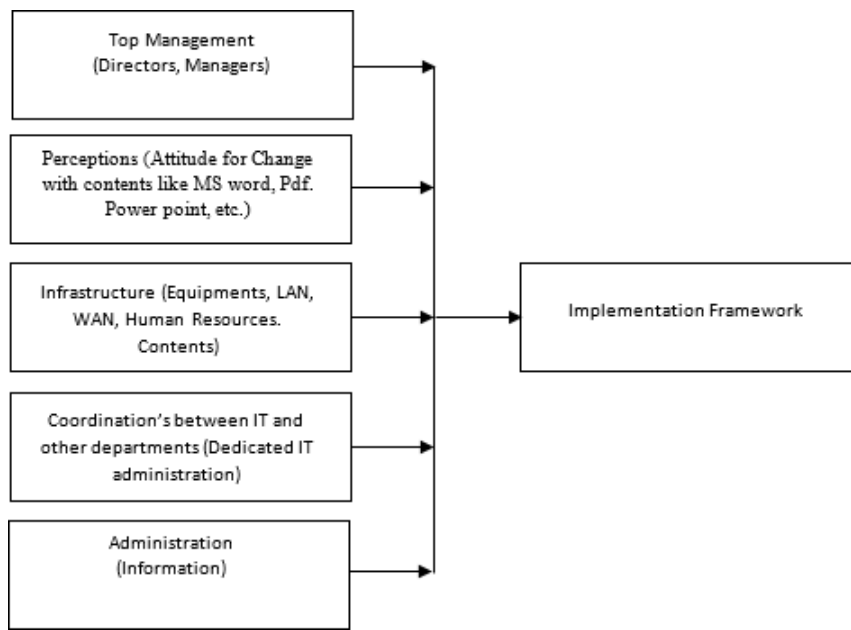 Top Management
(Directors, Managers)
Perceptions (Attitude for Change
with contents like MS word, Pdf.
Power point, etc.)
Infrastructure (Equipments, LAN,
WAN, Human Resources.
Contents)
Implementation Framework
Coordination's between IT and
other departments (Dedicated IT
administration)
Administration
(Information)